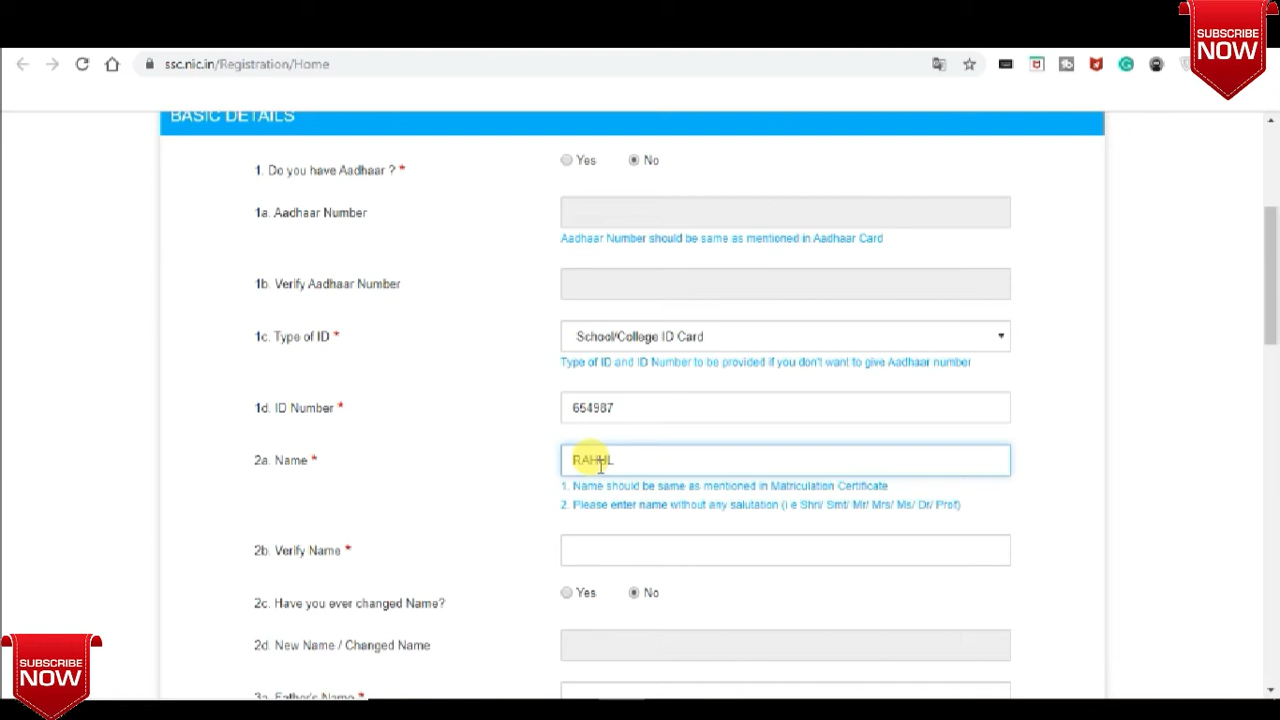 SUBSCRIBE
NOW
ssc.nic.in/Registration/Home
BASIC DETAILS
1. Do you have Aadhaar ? *
Yes No
1a. Aadhaar Number
Aadhaar Number should be same as mentioned in Aadhaar Card
1b. Verify Aadhaar Number
1c. Type of ID *
School/College ID Card
Type of ID and ID Number to be provided if you don't want to give Aadhaar number
1d. ID Number *
654987
2a. Name *
RAHUL
1. Name should be same as mentioned in Matriculation Certificate
2. Please enter name without any salutation (i e Shri/ Smt/ Mr/ Mrs/ Ms/ Dr/ Prof)
2b. Verify Name *
2c. Have you ever changed Name?
Yes No
2d. New Name / Changed Name
3a. Father's Name *
SUBSCRIBE
NOW